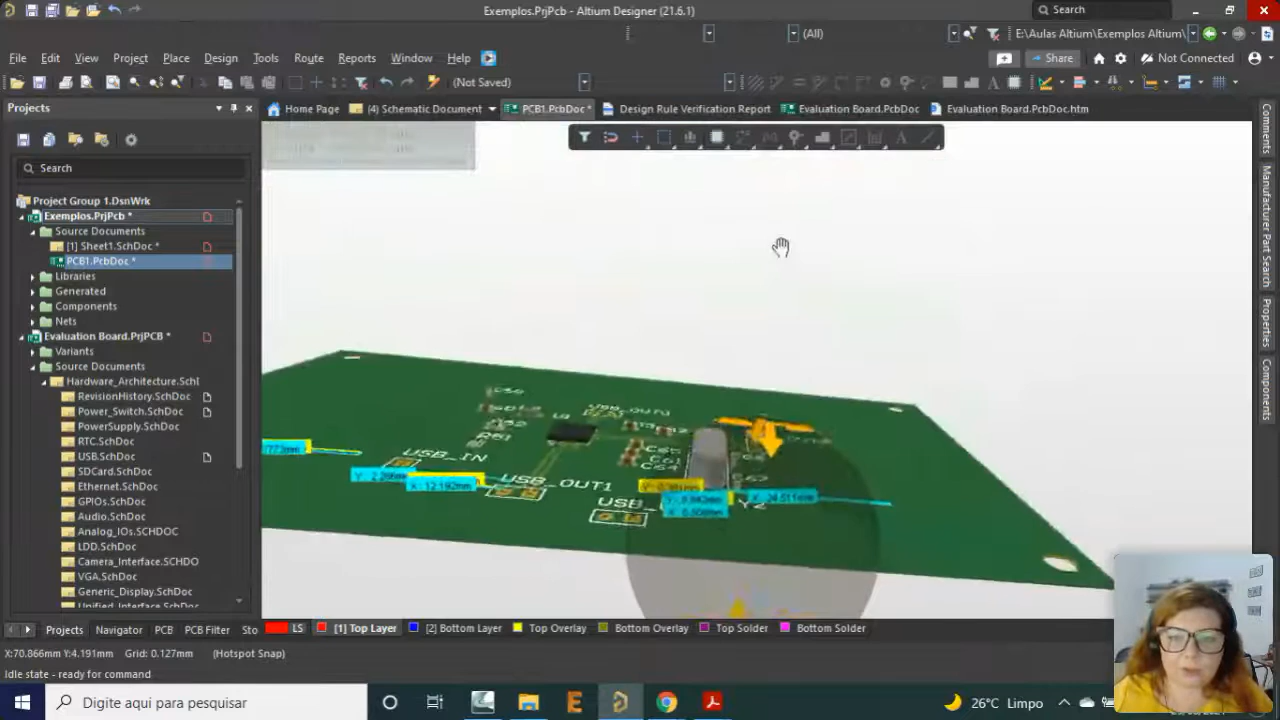 Exemplos.PrjPcb - Altium Designer (21.6.1)
Search
(All)
E:\Aulas Altium\Exemplos Altium\
File Edit View Project Place Design Tools Route Reports Window Help
Share
Not Connected
(Not Saved)
Projects
Home Page
(4) Schematic Document
PCB1.PcbDoc *
Design Rule Verification Report
Evaluation Board.PcbDoc
Evaluation Board.PcbDoc.htm
Search
Project Group 1.DsnWrk
Exemplos.PrjPcb *
Source Documents
[1] Sheet1.SchDoc *
PCB1.PcbDoc *
Libraries
Generated
Components
Nets
Evaluation Board.PrjPCB *
Variants
Source Documents
Hardware_Architecture.Schl
RevisionHistory.SchDoc
Power_Switch.SchDoc
PowerSupply.SchDoc
RTC.SchDoc
USB.SchDoc
SDCard.SchDoc
Ethernet.SchDoc
GPIOs.SchDoc
Audio.SchDoc
Analog_IOs.SCHDOC
LDD.SchDoc
Camera_Interface.SCHDO
VGA.SchDoc
Generic_Display.SchDoc
Unified_Interface.SchDoc
USB_IN
USB_OUT1
C64
Y2
X: 12.192mm
Comments
Manufacturer Part Search
Properties
Components
Projects Navigator PCB PCB Filter Sto
LS [1] Top Layer [2] Bottom Layer Top Overlay Bottom Overlay Top Solder Bottom Solder
X:70.866mm Y:4.191mm Grid: 0.127mm (Hotspot Snap)
Idle state - ready for command
Digite aqui para pesquisar
26°C Limpo